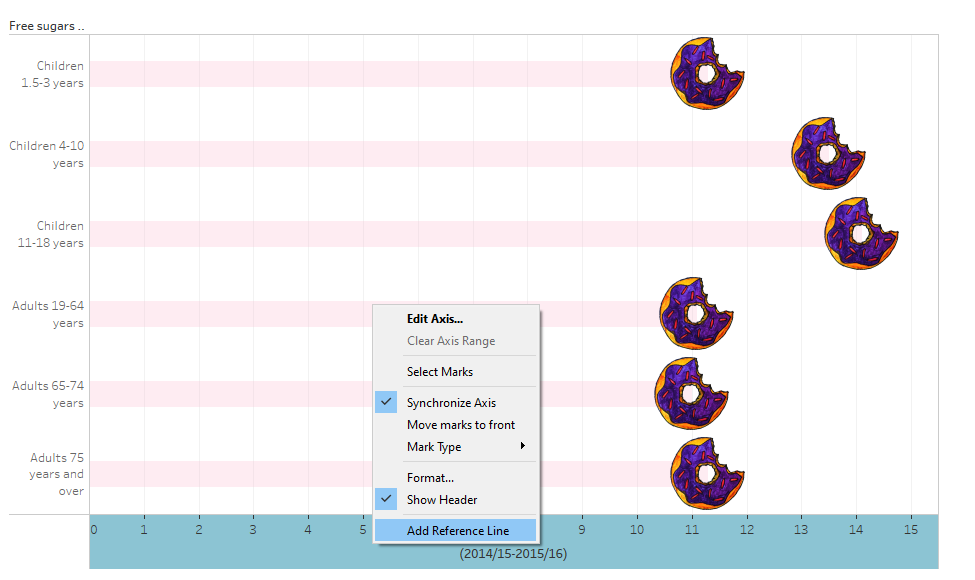 Free sugars ..
Children
1.5-3 years
Children 4-10
years
Children
11-18 years
Adults 19-64
years
Adults 65-74
years
Adults 75
years and
over
Edit Axis...
Clear Axis Range
Select Marks
Synchronize Axis
Move marks to front
Mark Type
Format...
Show Header
Add Reference Line
0 1 2 3 4 5 9 10 11 12 13 14 15
(2014/15-2015/16)